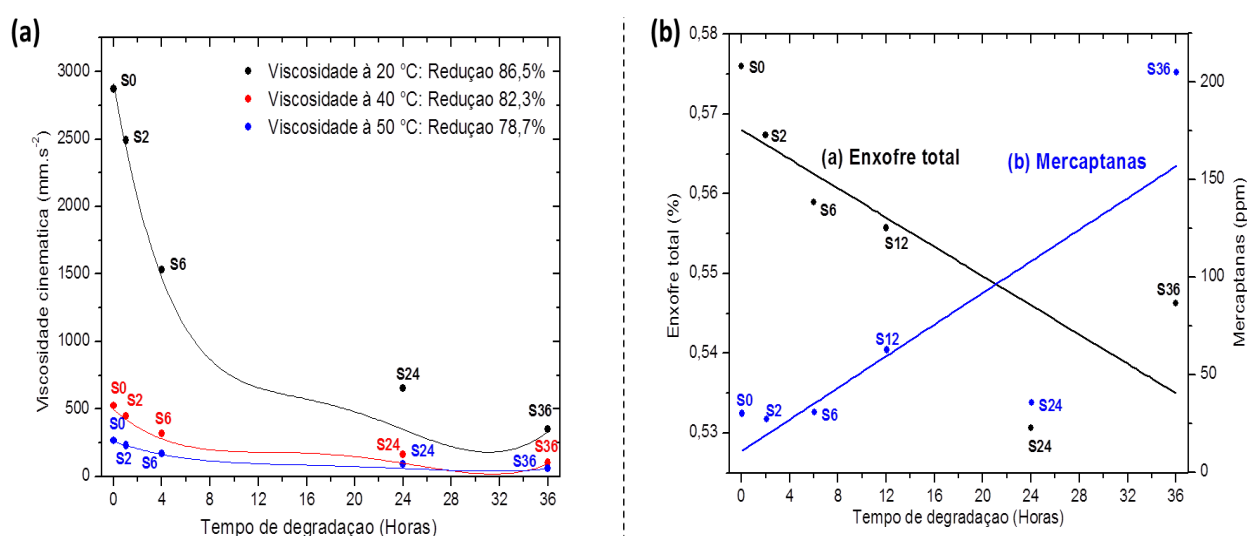 (a)
Viscosidade cinematica (mm.s⁻²)
3000
2500
2000
1500
1000
500
0
S0
S2
S6
S24
S36
S0
S2
S6
S24
S36
S0
S2
S6
S24
S36
Viscosidade à 20 ºC: Reduçao 86,5%
Viscosidade à 40 ºC: Reduçao 82,3%
Viscosidade à 50 ºC: Reduçao 78,7%
0 4 8 12 16 20 24 28 32 36
Tempo de degradaçao (Horas)
(b)
Enxofre total (%)
0,58
0,57
0,56
0,55
0,54
0,53
S0
S2
S6
S12
S24
S36
(a) Enxofre total
(b) Mercaptanas
S0
S2
S6
S12
S24
S36
200
150
100
50
0
Mercaptanas (ppm)
0 4 8 12 16 20 24 28 32 36
Tempo de degradaçao (Horas)